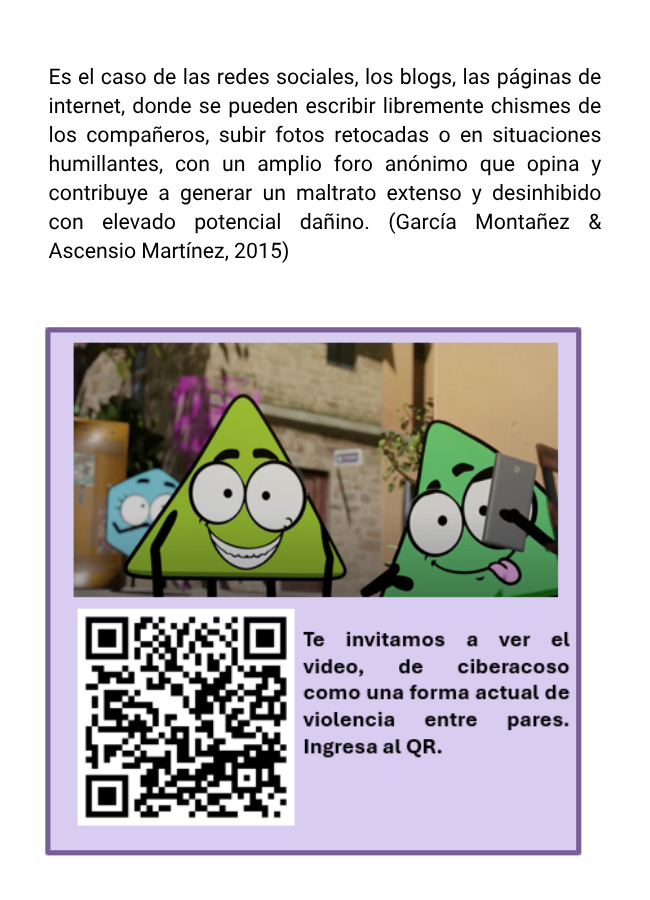 Es el caso de las redes sociales, los blogs, las páginas de
internet, donde se pueden escribir libremente chismes de
los compañeros, subir fotos retocadas o en situaciones
humillantes, con un amplio foro anónimo que opina y
contribuye a generar un maltrato extenso y desinhibido
con elevado potencial dañino. (García Montañez &
Ascensio Martínez, 2015)
Te invitamos a ver el
video, de ciberacoso
como una forma actual de
violencia entre pares.
Ingresa al QR.